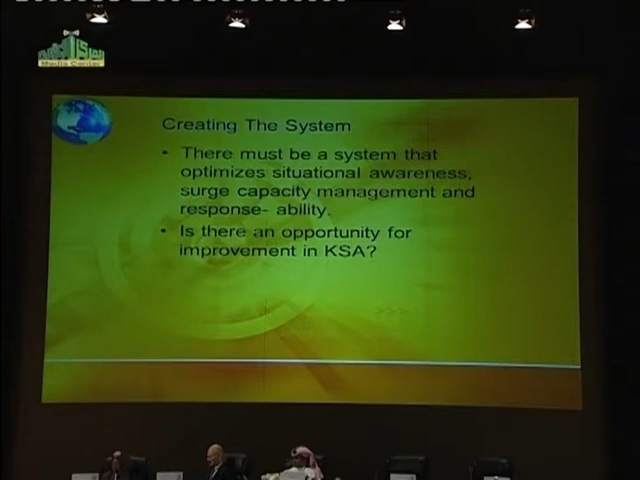 Media Center
Creating The System
• There must be a system that
optimizes situational awareness,
surge capacity management and
response- ability.
• Is there an opportunity for
improvement in KSA?